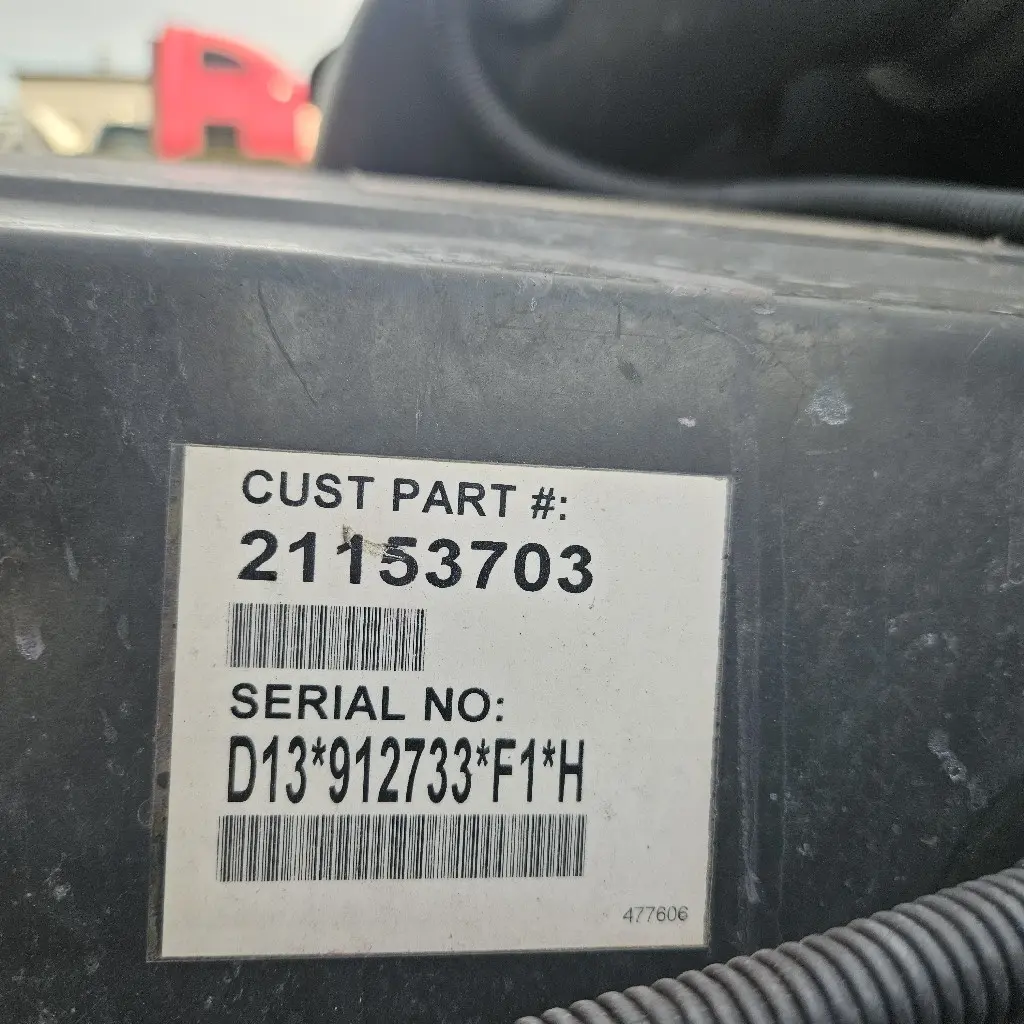 CUST PART #:
21153703
SERIAL NO:
D13*912733*F1*H
477606